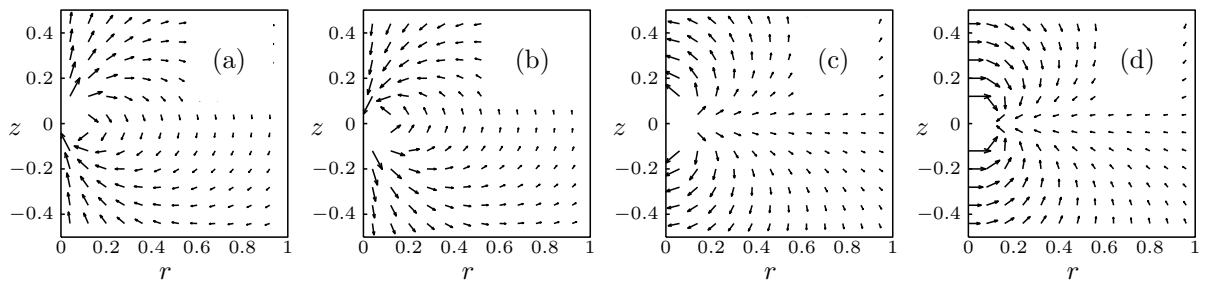 0.4 0.2 0 −0.2 −0.4 z (a) 0 0.2 0.4 0.6 0.8 1 r
0.4 0.2 0 −0.2 −0.4 z (b) 0 0.2 0.4 0.6 0.8 1 r
0.4 0.2 0 −0.2 −0.4 z (c) 0 0.2 0.4 0.6 0.8 1 r
0.4 0.2 0 −0.2 −0.4 z (d) 0 0.2 0.4 0.6 0.8 1 r